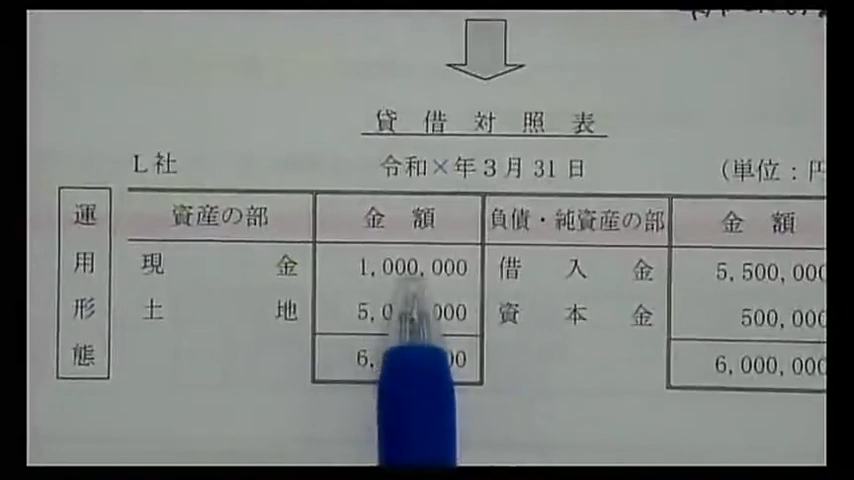 貸借対照表
L社 令和×年3月31日 (単位:円
運用形態
資産の部 金額 負債・純資産の部 金額
現金 1,000,000 借入金 5,500,000
土地 資本金 500,000
6,000,000